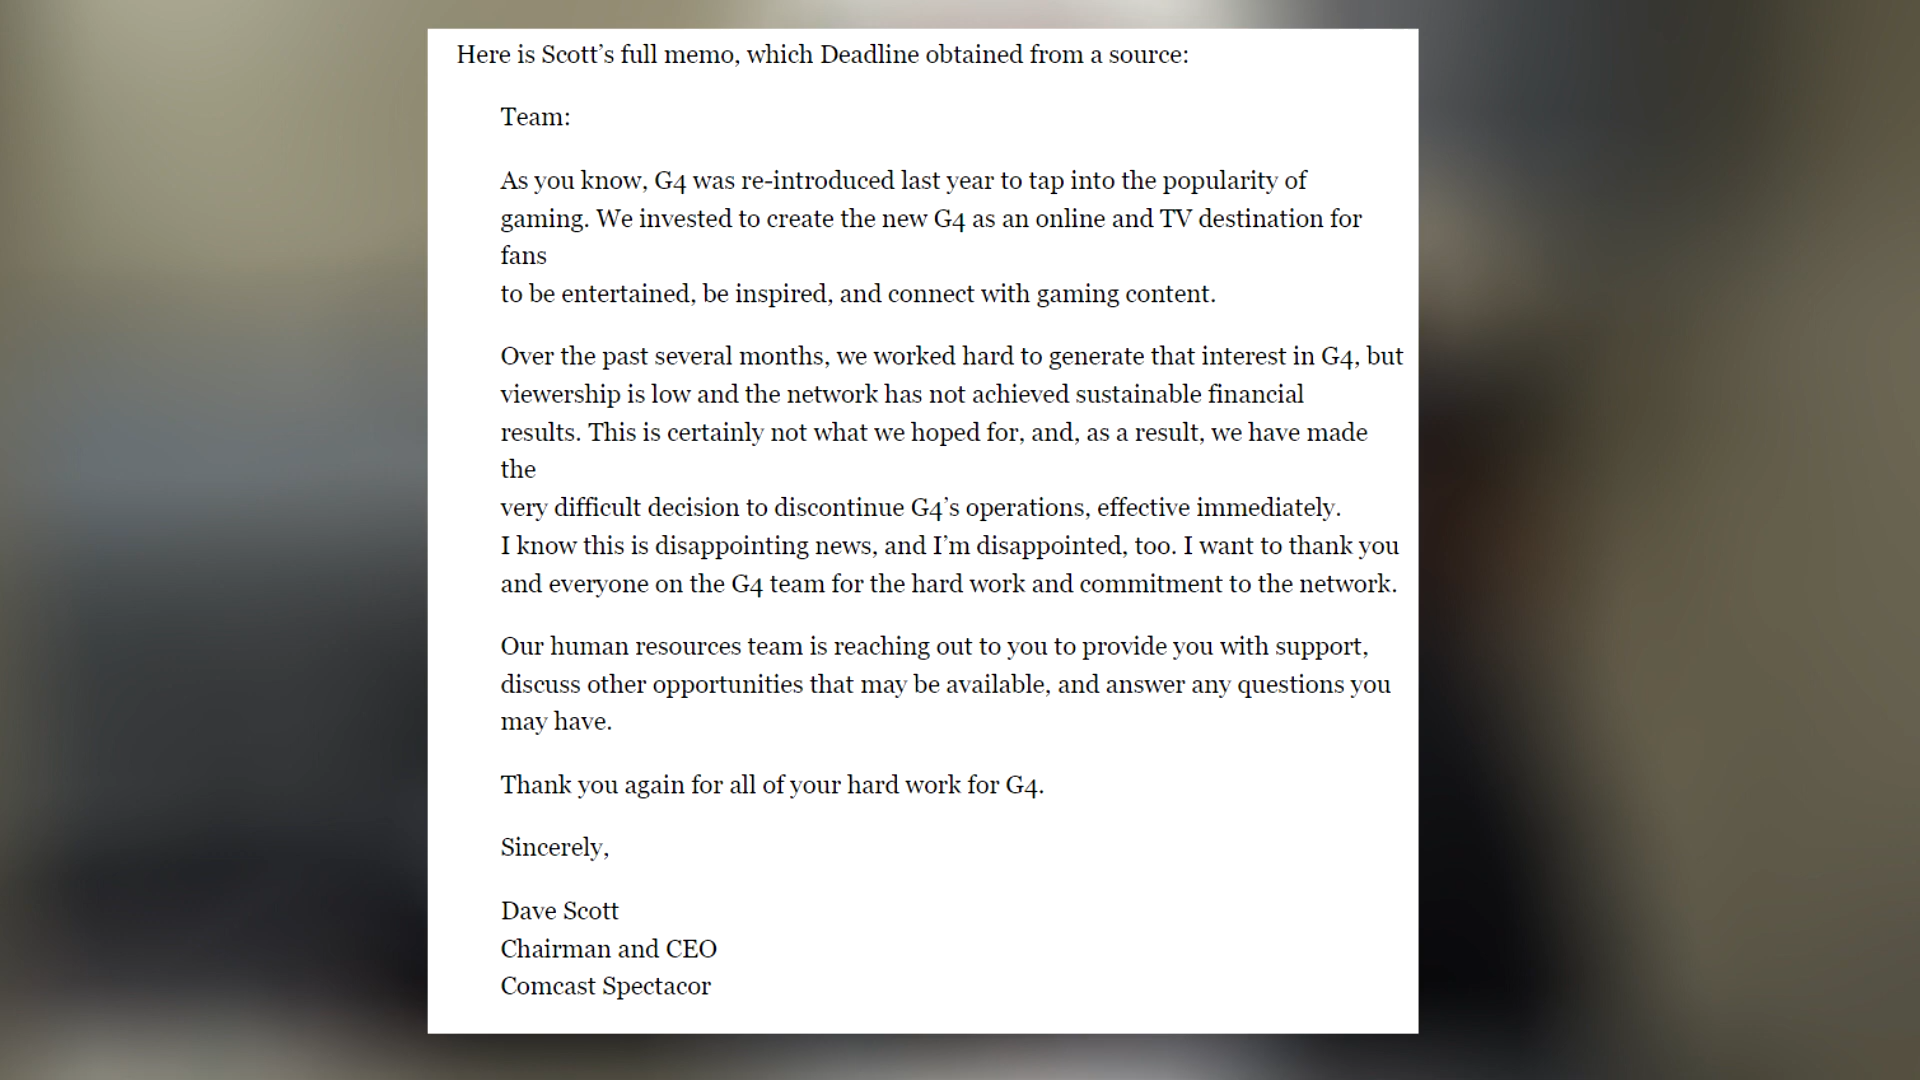 Here is Scott’s full memo, which Deadline obtained from a source:
Team:
As you know, G4 was re-introduced last year to tap into the popularity of
gaming. We invested to create the new G4 as an online and TV destination for
fans
to be entertained, be inspired, and connect with gaming content.
Over the past several months, we worked hard to generate that interest in G4, but
viewership is low and the network has not achieved sustainable financial
results. This is certainly not what we hoped for, and, as a result, we have made
the
very difficult decision to discontinue G4’s operations, effective immediately.
I know this is disappointing news, and I’m disappointed, too. I want to thank you
and everyone on the G4 team for the hard work and commitment to the network.
Our human resources team is reaching out to you to provide you with support,
discuss other opportunities that may be available, and answer any questions you
may have.
Thank you again for all of your hard work for G4.
Sincerely,
Dave Scott
Chairman and CEO
Comcast Spectacor